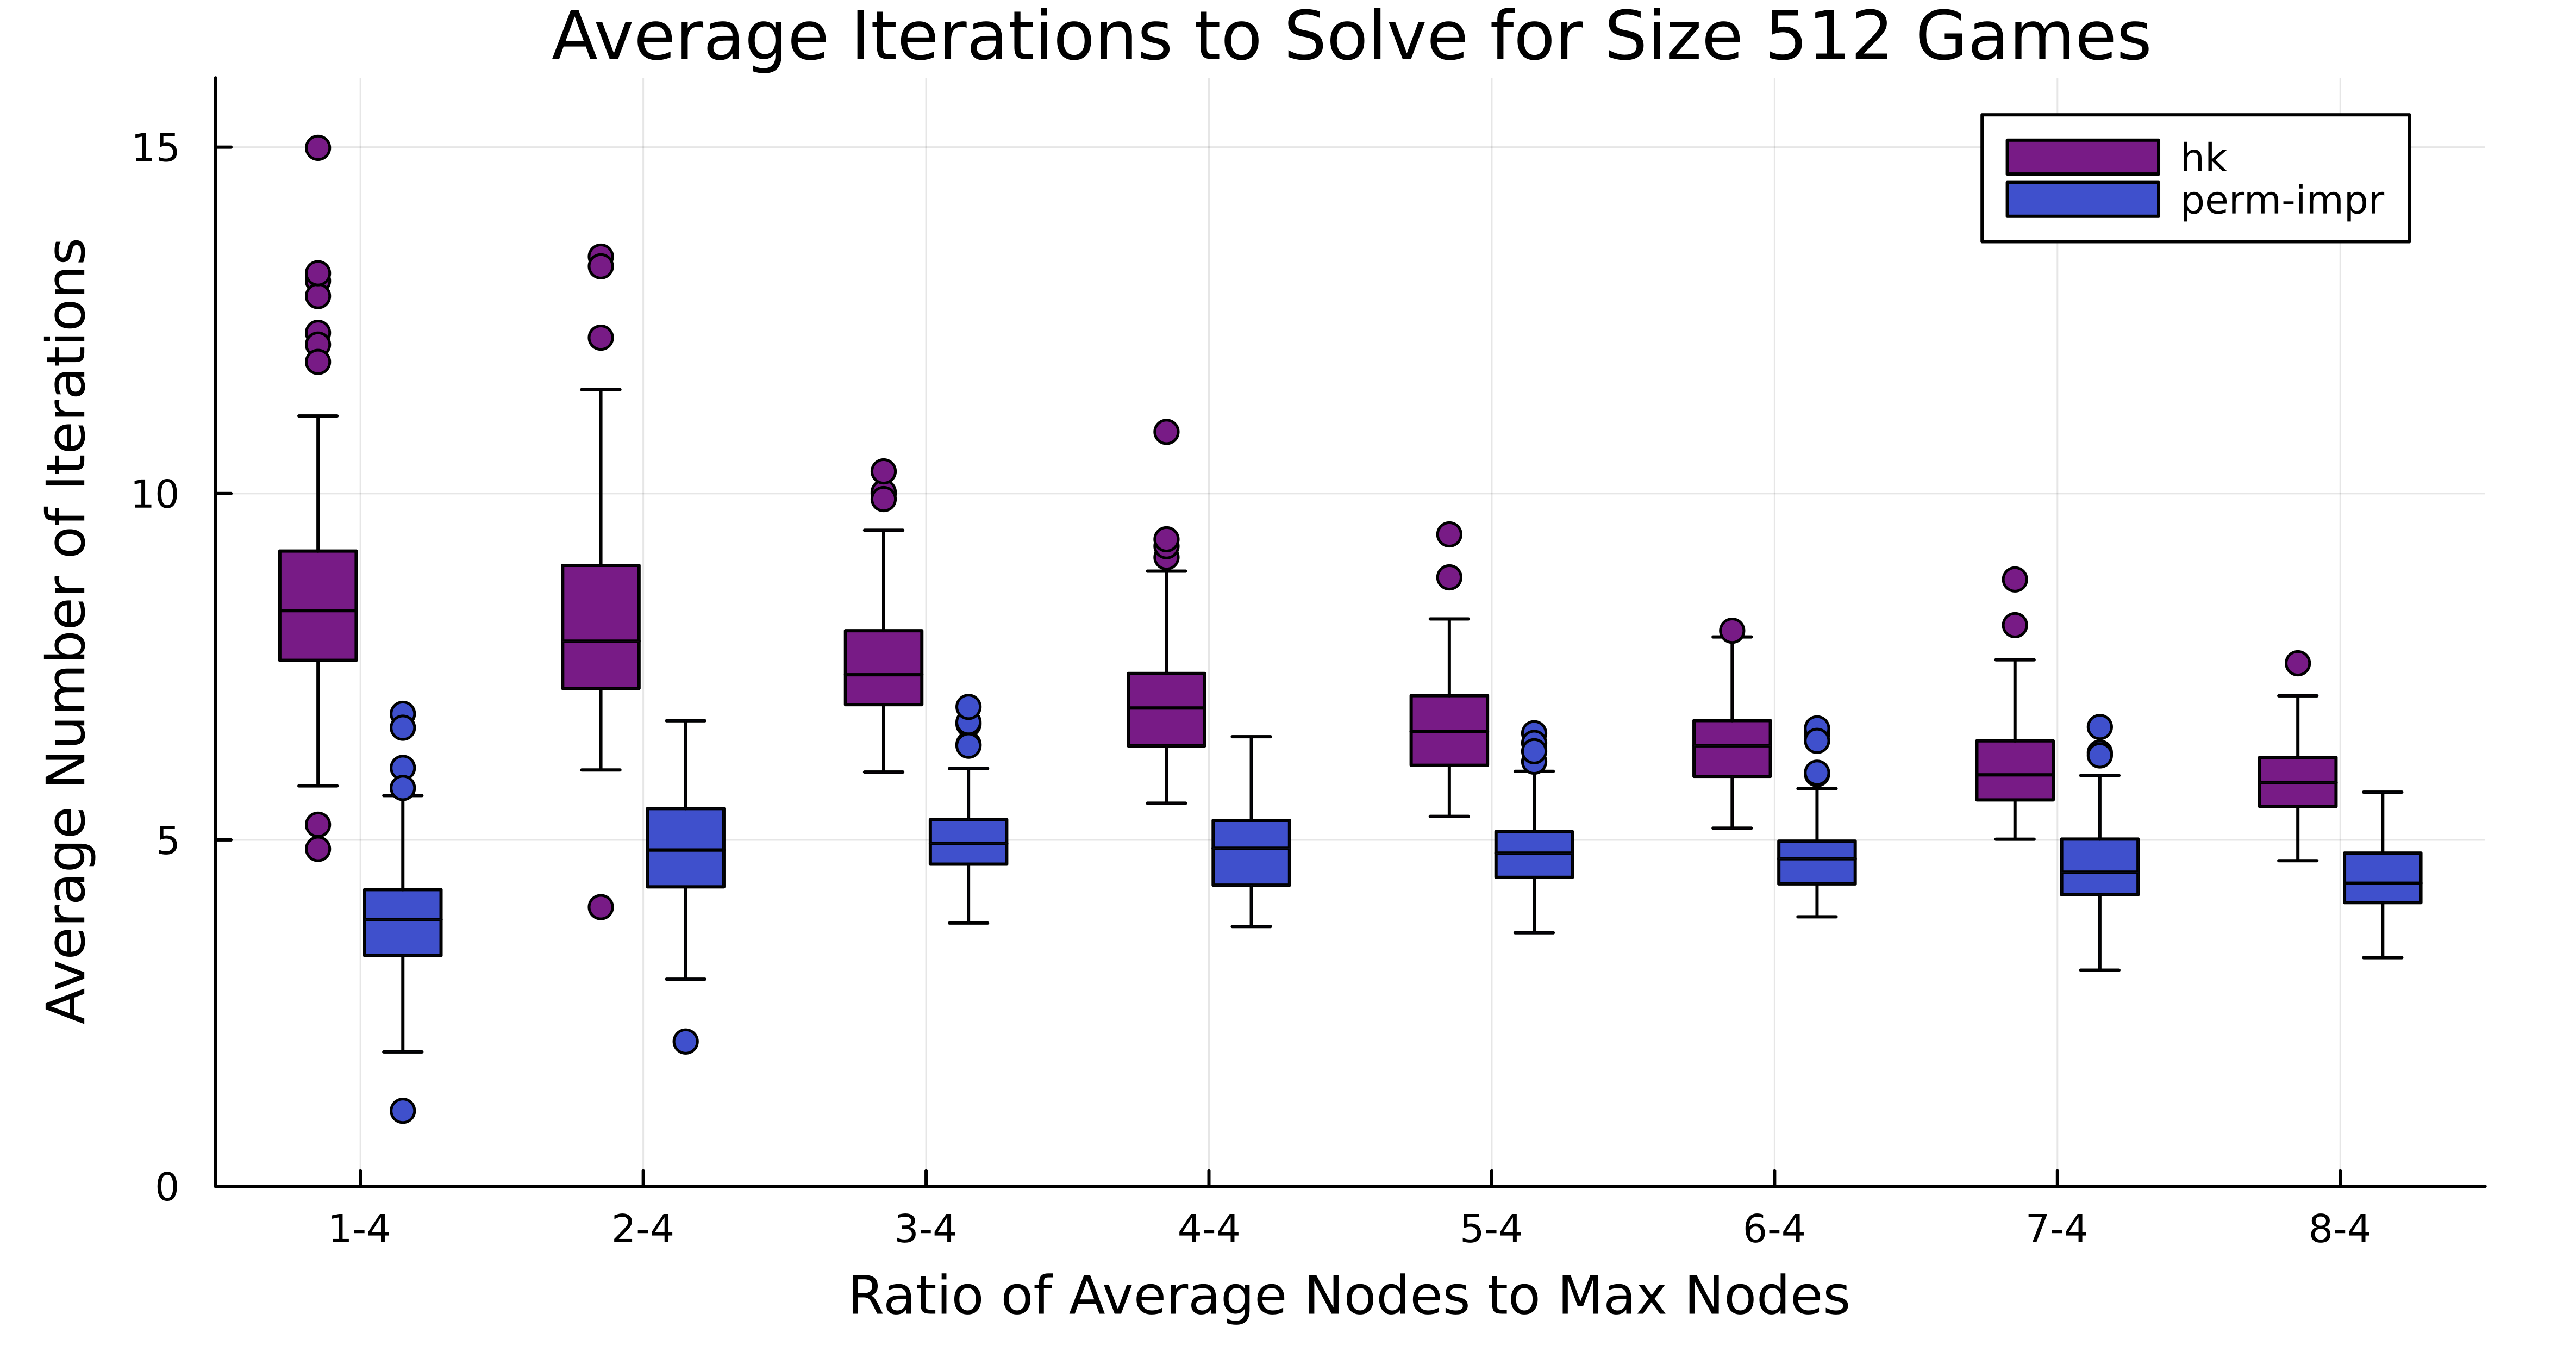 Average Iterations to Solve for Size 512 Games
hk
perm-impr
Average Number of Iterations
15
10
5
0
1-4 2-4 3-4 4-4 5-4 6-4 7-4 8-4
Ratio of Average Nodes to Max Nodes